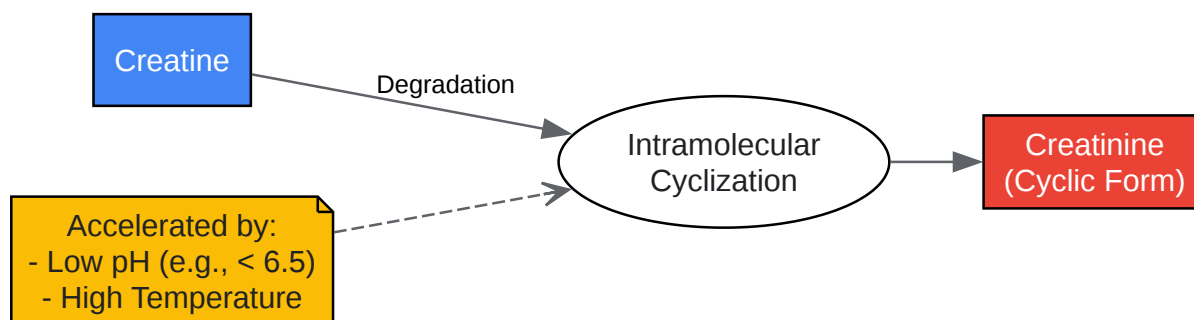 Creatine
Degradation
Intramolecular
Cyclization
Creatinine
(Cyclic Form)
Accelerated by:
- Low pH (e.g., < 6.5)
- High Temperature